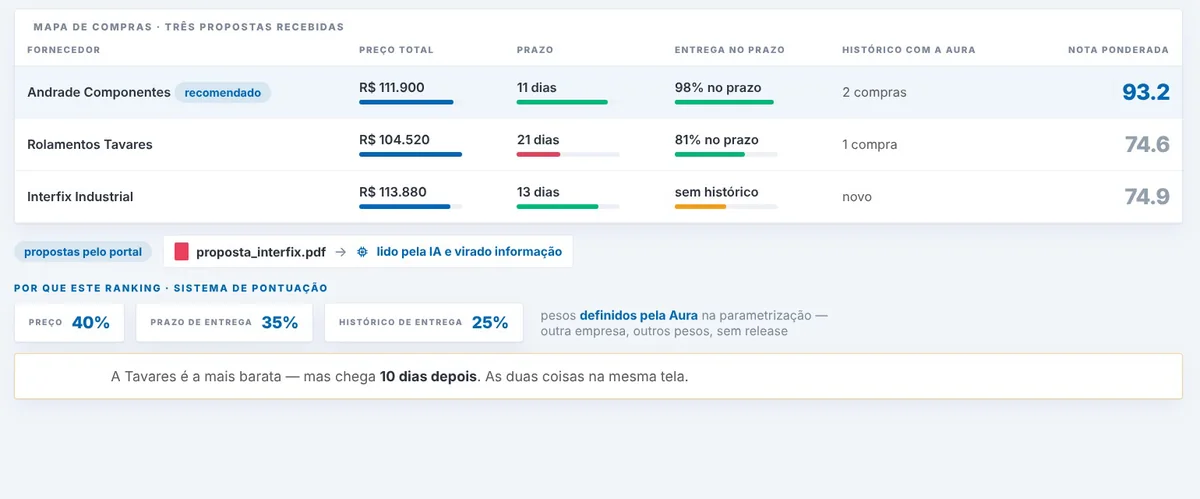 MAPA DE COMPRAS · TRÊS PROPOSTAS RECEBIDAS
FORNECEDOR PREÇO TOTAL PRAZO ENTREGA NO PRAZO HISTÓRICO COM A AURA NOTA PONDERADA
Andrade Componentes recomendado R$ 111.900 11 dias 98% no prazo 2 compras 93.2
Rolamentos Tavares R$ 104.520 21 dias 81% no prazo 1 compra 74.6
Interfix Industrial R$ 113.880 13 dias sem histórico novo 74.9
propostas pelo portal proposta_interfix.pdf → lido pela IA e virado informação
POR QUE ESTE RANKING · SISTEMA DE PONTUAÇÃO
PREÇO 40% PRAZO DE ENTREGA 35% HISTÓRICO DE ENTREGA 25%
pesos definidos pela Aura na parametrização —
outra empresa, outros pesos, sem release
A Tavares é a mais barata — mas chega 10 dias depois. As duas coisas na mesma tela.